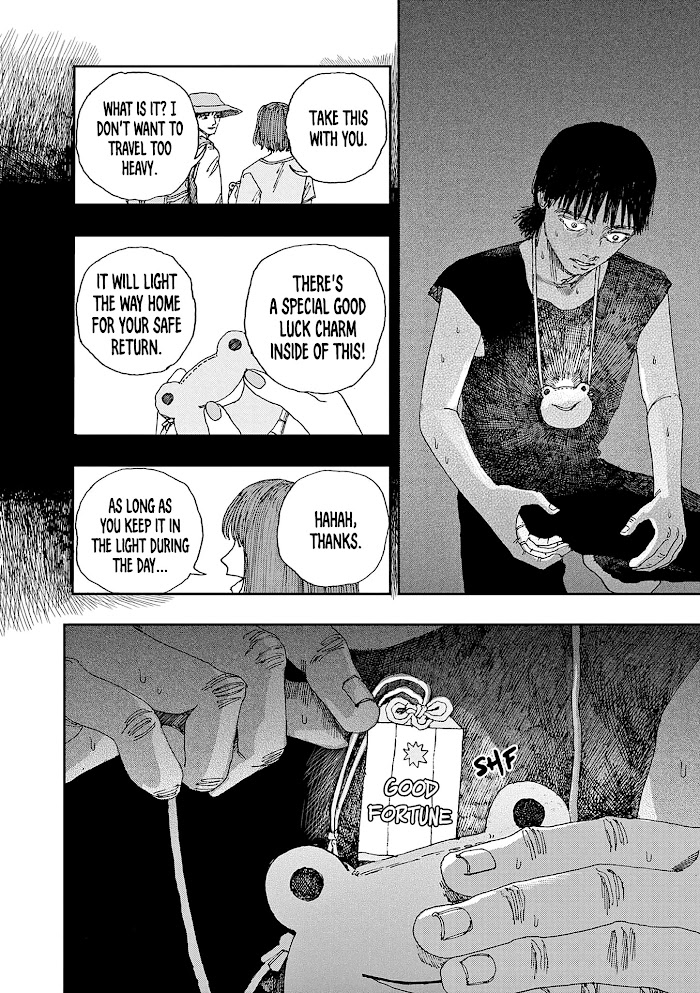 TAKE THIS
WITH YOU.
WHAT IS IT? I
DON'T WANT TO
TRAVEL TOO
HEAVY.
THERE'S
A SPECIAL GOOD
LUCK CHARM
INSIDE OF THIS!
IT WILL LIGHT
THE WAY HOME
FOR YOUR SAFE
RETURN.
HAHAH,
THANKS.
AS LONG AS
YOU KEEP IT IN
THE LIGHT DURING
THE DAY...
SHF
GOOD
FORTUNE